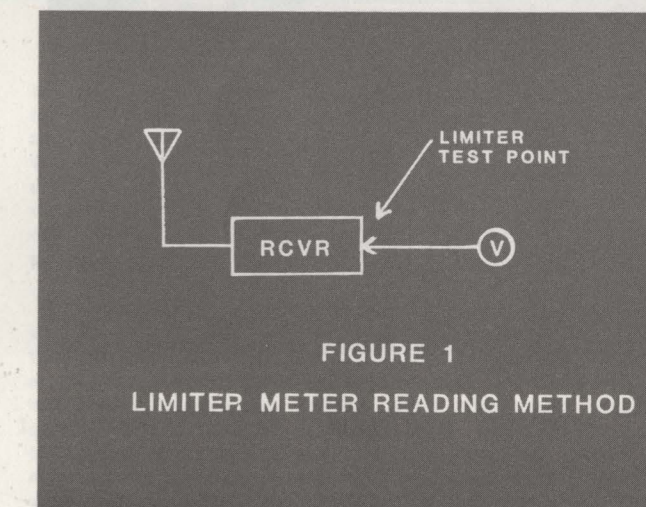 LIMITER
TEST POINT
RCVR
V
FIGURE 1
LIMITER METER READING METHOD